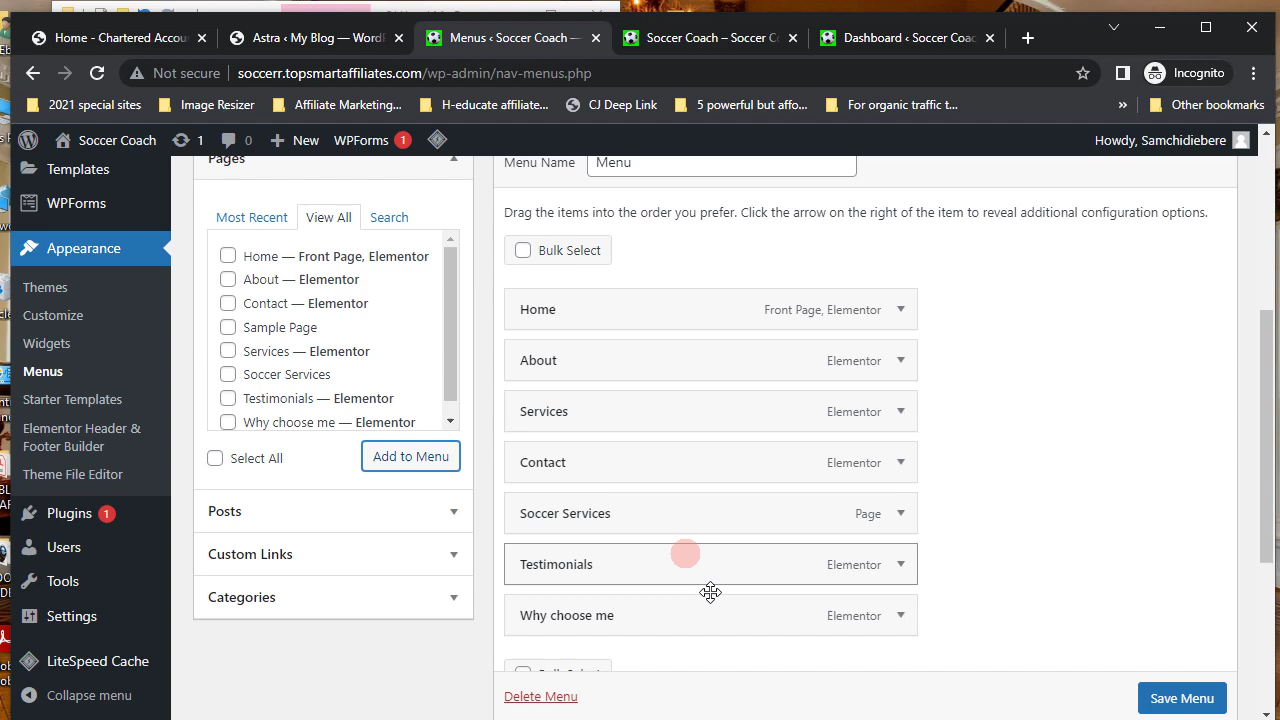 Home - Chartered Accou
Astra ‹ My Blog — WordF
Menus ‹ Soccer Coach —
Soccer Coach – Soccer C
Dashboard ‹ Soccer Coac
Not secure
soccerr.topsmartaffiliates.com/wp-admin/nav-menus.php
Incognito
2021 special sites
Image Resizer
Affiliate Marketing...
H-educate affiliate...
CJ Deep Link
5 powerful but affo...
For organic traffic t...
»
Other bookmarks
Soccer Coach
1
0
New
WPForms 1
Howdy, Samchidiebere
Templates
WPForms
Appearance
Themes
Customize
Widgets
Menus
Starter Templates
Elementor Header &
Footer Builder
Theme File Editor
Plugins 1
Users
Tools
Settings
LiteSpeed Cache
Collapse menu
Pages
Most Recent
View All
Search
Home — Front Page, Elementor
About — Elementor
Contact — Elementor
Sample Page
Services — Elementor
Soccer Services
Testimonials — Elementor
Why choose me — Elementor
Select All
Add to Menu
Posts
Custom Links
Categories
Menu Name
Menu
Drag the items into the order you prefer. Click the arrow on the right of the item to reveal additional configuration options.
Bulk Select
Home
Front Page, Elementor
About
Elementor
Services
Elementor
Contact
Elementor
Soccer Services
Page
Testimonials
Elementor
Why choose me
Elementor
Delete Menu
Save Menu